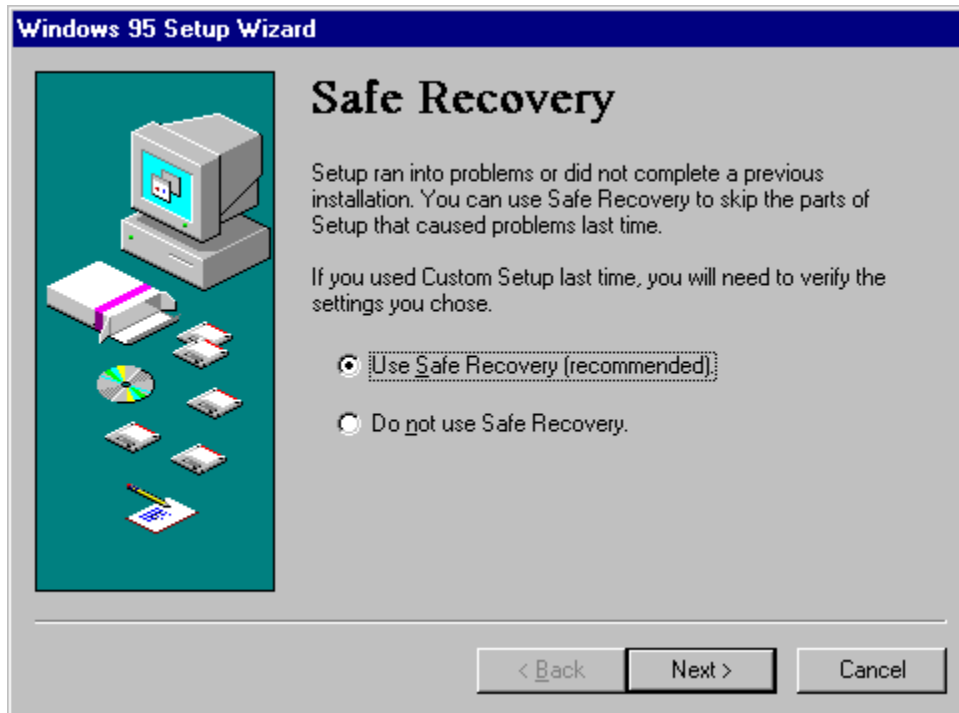 Windows 95 Setup Wizard
Safe Recovery
Setup ran into problems or did not complete a previous
installation. You can use Safe Recovery to skip the parts of
Setup that caused problems last time.
If you used Custom Setup last time, you will need to verify the
settings you chose.
Use Safe Recovery (recommended).
Do not use Safe Recovery.
< Back
Next >
Cancel